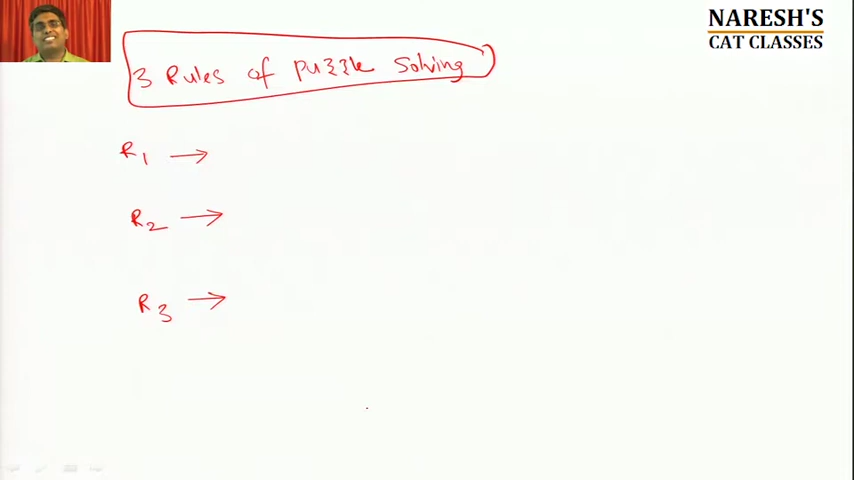 NARESH'S
CAT CLASSES
3 Rules of Puzzle Solving
R1 →
R2 →
R3 →